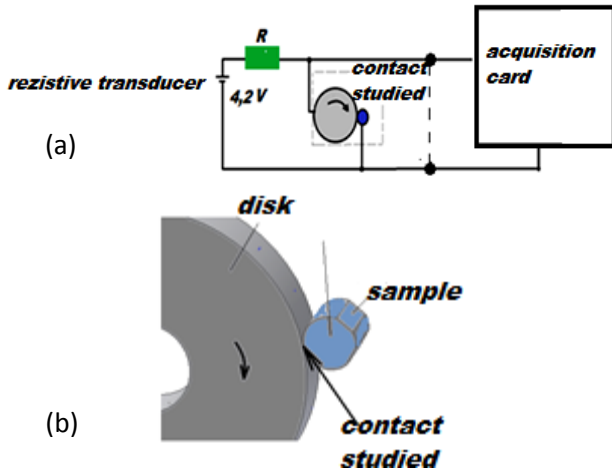 R
acquisition
card
contact
studied
rezistive transducer
4,2 V
(a)
disk
sample
(b)
contact
studied